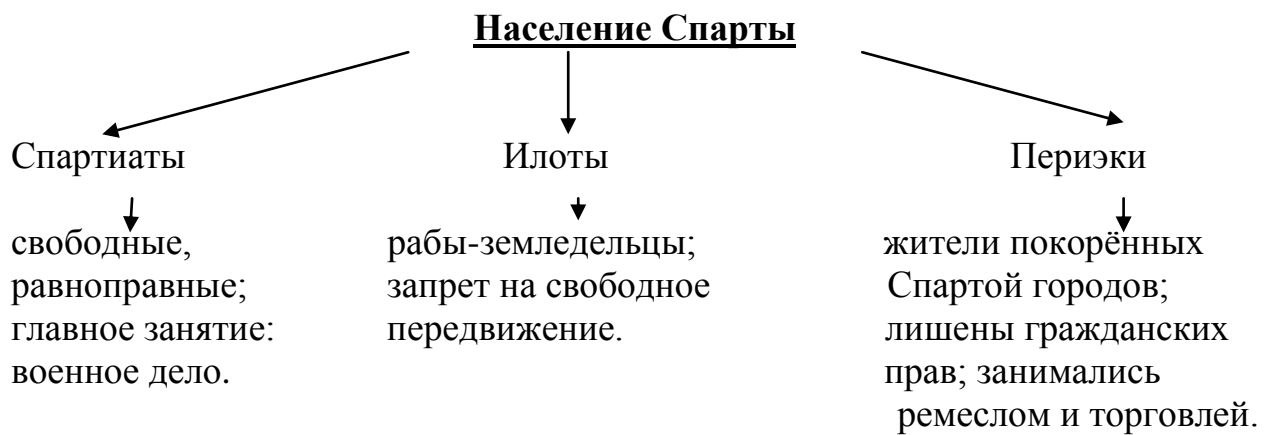 Население Спарты
Спартиаты
Илоты
Периэки
свободные,
равноправные;
главное занятие:
военное дело.
рабы-земледельцы;
запрет на свободное
передвижение.
жители покорённых
Спартой городов;
лишены гражданских
прав; занимались
ремеслом и торговлей.